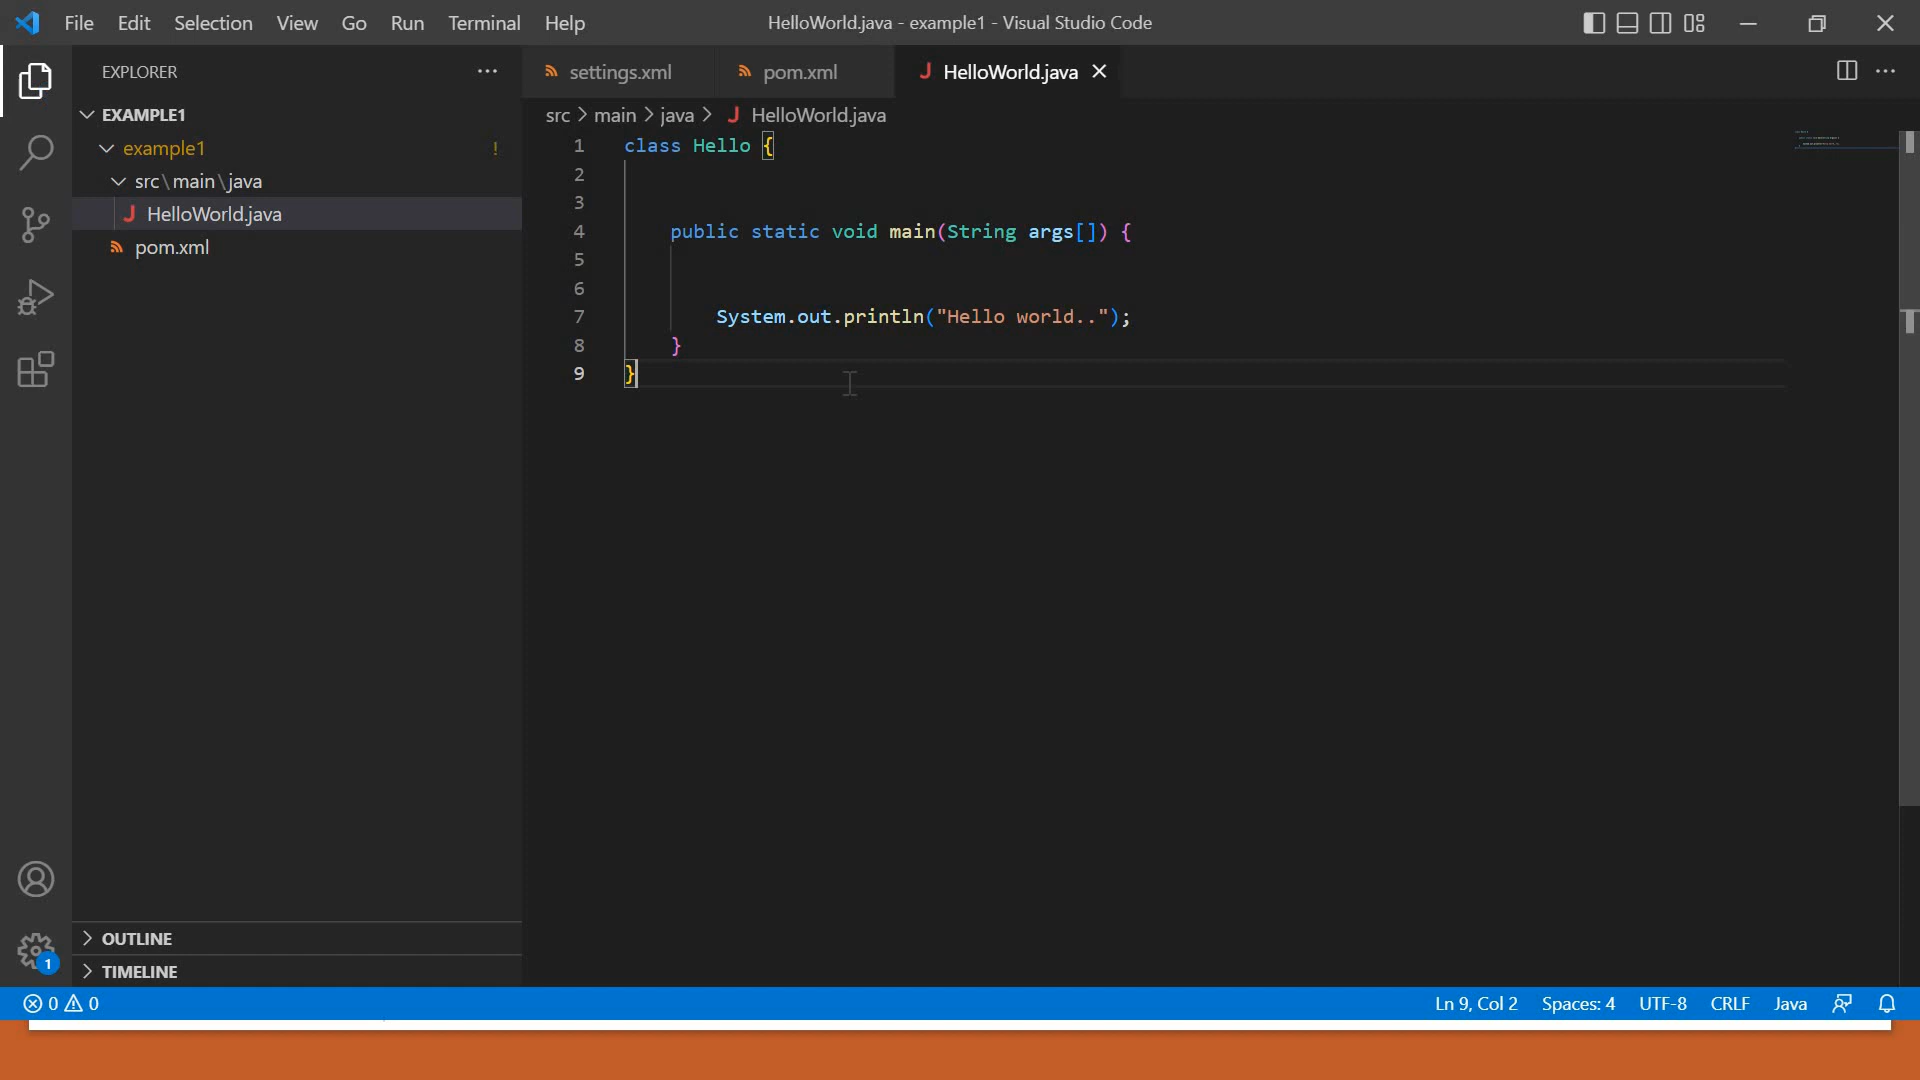 File Edit Selection View Go Run Terminal Help
HelloWorld.java - example1 - Visual Studio Code
EXPLORER
EXAMPLE1
example1 !
src\main\java
HelloWorld.java
pom.xml
OUTLINE
TIMELINE
1
settings.xml pom.xml HelloWorld.java
src > main > java > HelloWorld.java
1 class Hello {
2
3
4 public static void main(String args[]) {
5
6
7 System.out.println("Hello world..");
8 }
9 }
0 0 Ln 9, Col 2 Spaces: 4 UTF-8 CRLF Java